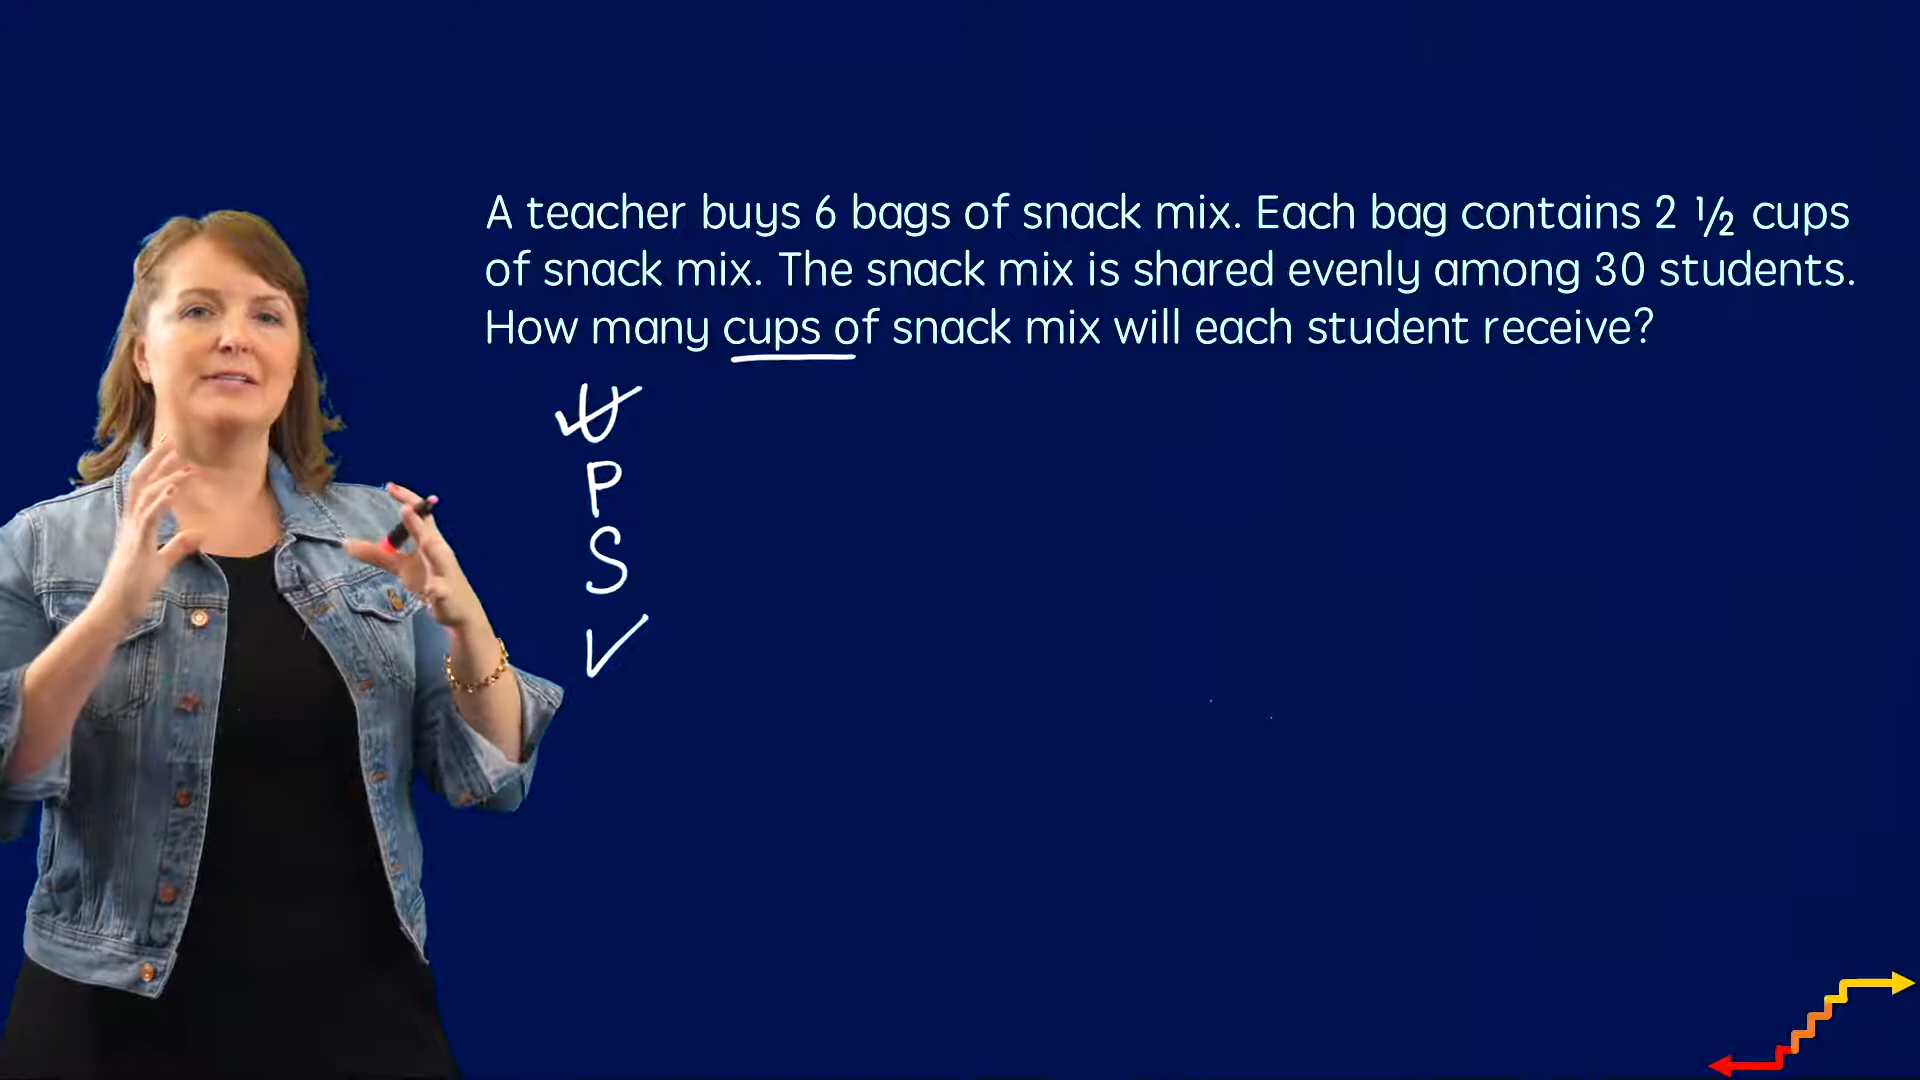 A teacher buys 6 bags of snack mix. Each bag contains 2 ½ cups
of snack mix. The snack mix is shared evenly among 30 students.
How many cups of snack mix will each student receive?
U
P
S
✓